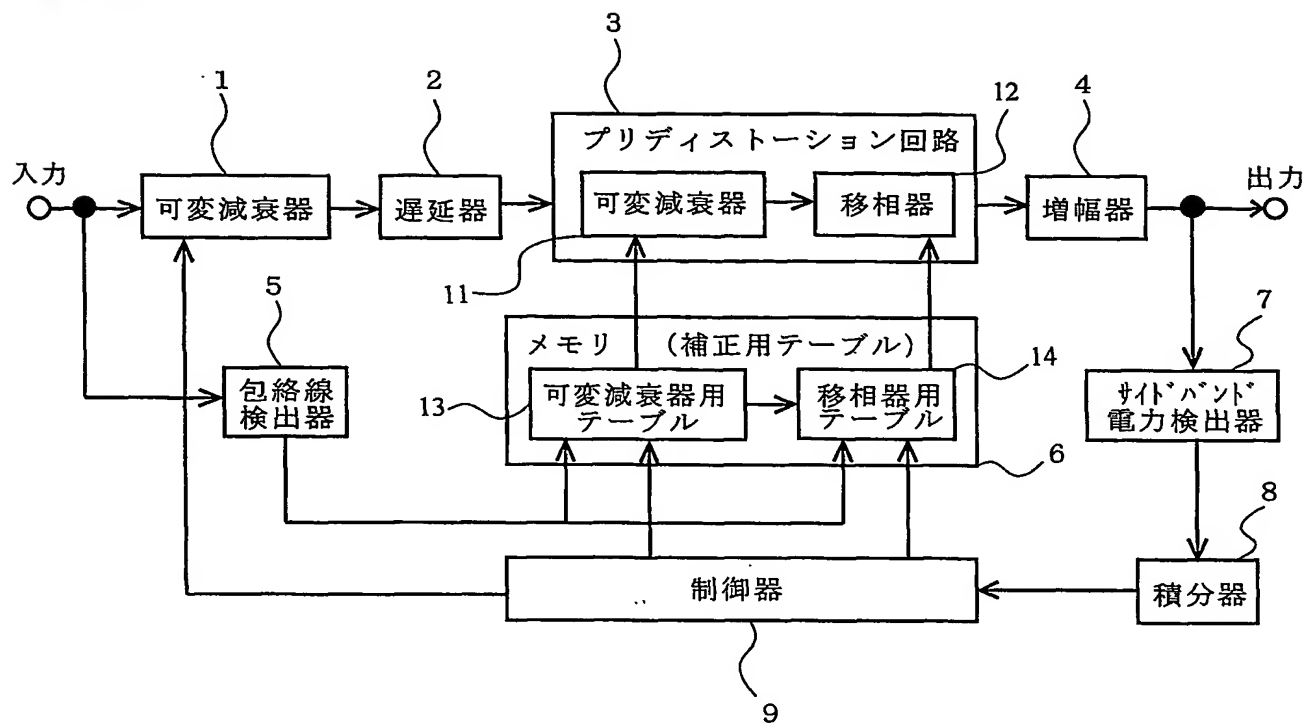 3
1
2
12
4
プリディストーション回路
入力
出力
可変減衰器
遅延器
可変減衰器
移相器
増幅器
11
5
7
メモリ (補正用テーブル)
14
包絡線
検出器
13
可変減衰器用
テーブル
移相器用
テーブル
サイドバンド
電力検出器
6
8
制御器
積分器
9